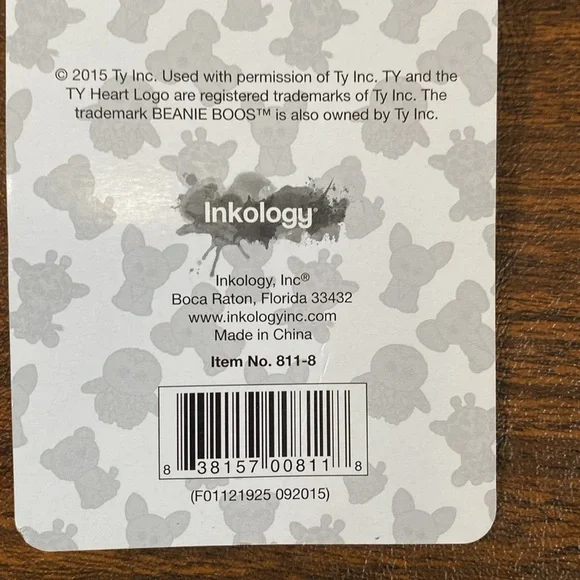 © 2015 Ty Inc. Used with permission of Ty Inc. TY and the
TY Heart Logo are registered trademarks of Ty Inc. The
trademark BEANIE BOOS™ is also owned by Ty Inc.
Inkology®
Inkology, Inc®
Boca Raton, Florida 33432
www.inkologyinc.com
Made in China
Item No. 811-8
8 38157 00811 8
(F01121925 092015)